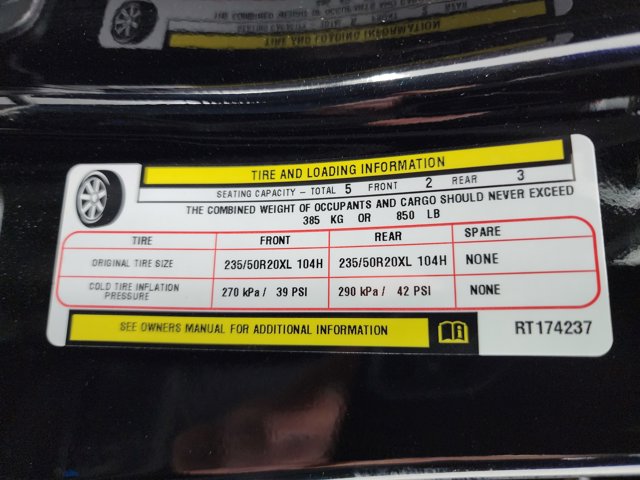 TIRE AND LOADING INFORMATION
SEATING CAPACITY - TOTAL 5 FRONT 2 REAR 3
THE COMBINED WEIGHT OF OCCUPANTS AND CARGO SHOULD NEVER EXCEED
385 KG OR 850 LB
TIRE FRONT REAR SPARE
ORIGINAL TIRE SIZE 235/50R20XL 104H 235/50R20XL 104H NONE
COLD TIRE INFLATION PRESSURE 270 kPa / 39 PSI 290 kPa / 42 PSI NONE
SEE OWNERS MANUAL FOR ADDITIONAL INFORMATION RT174237